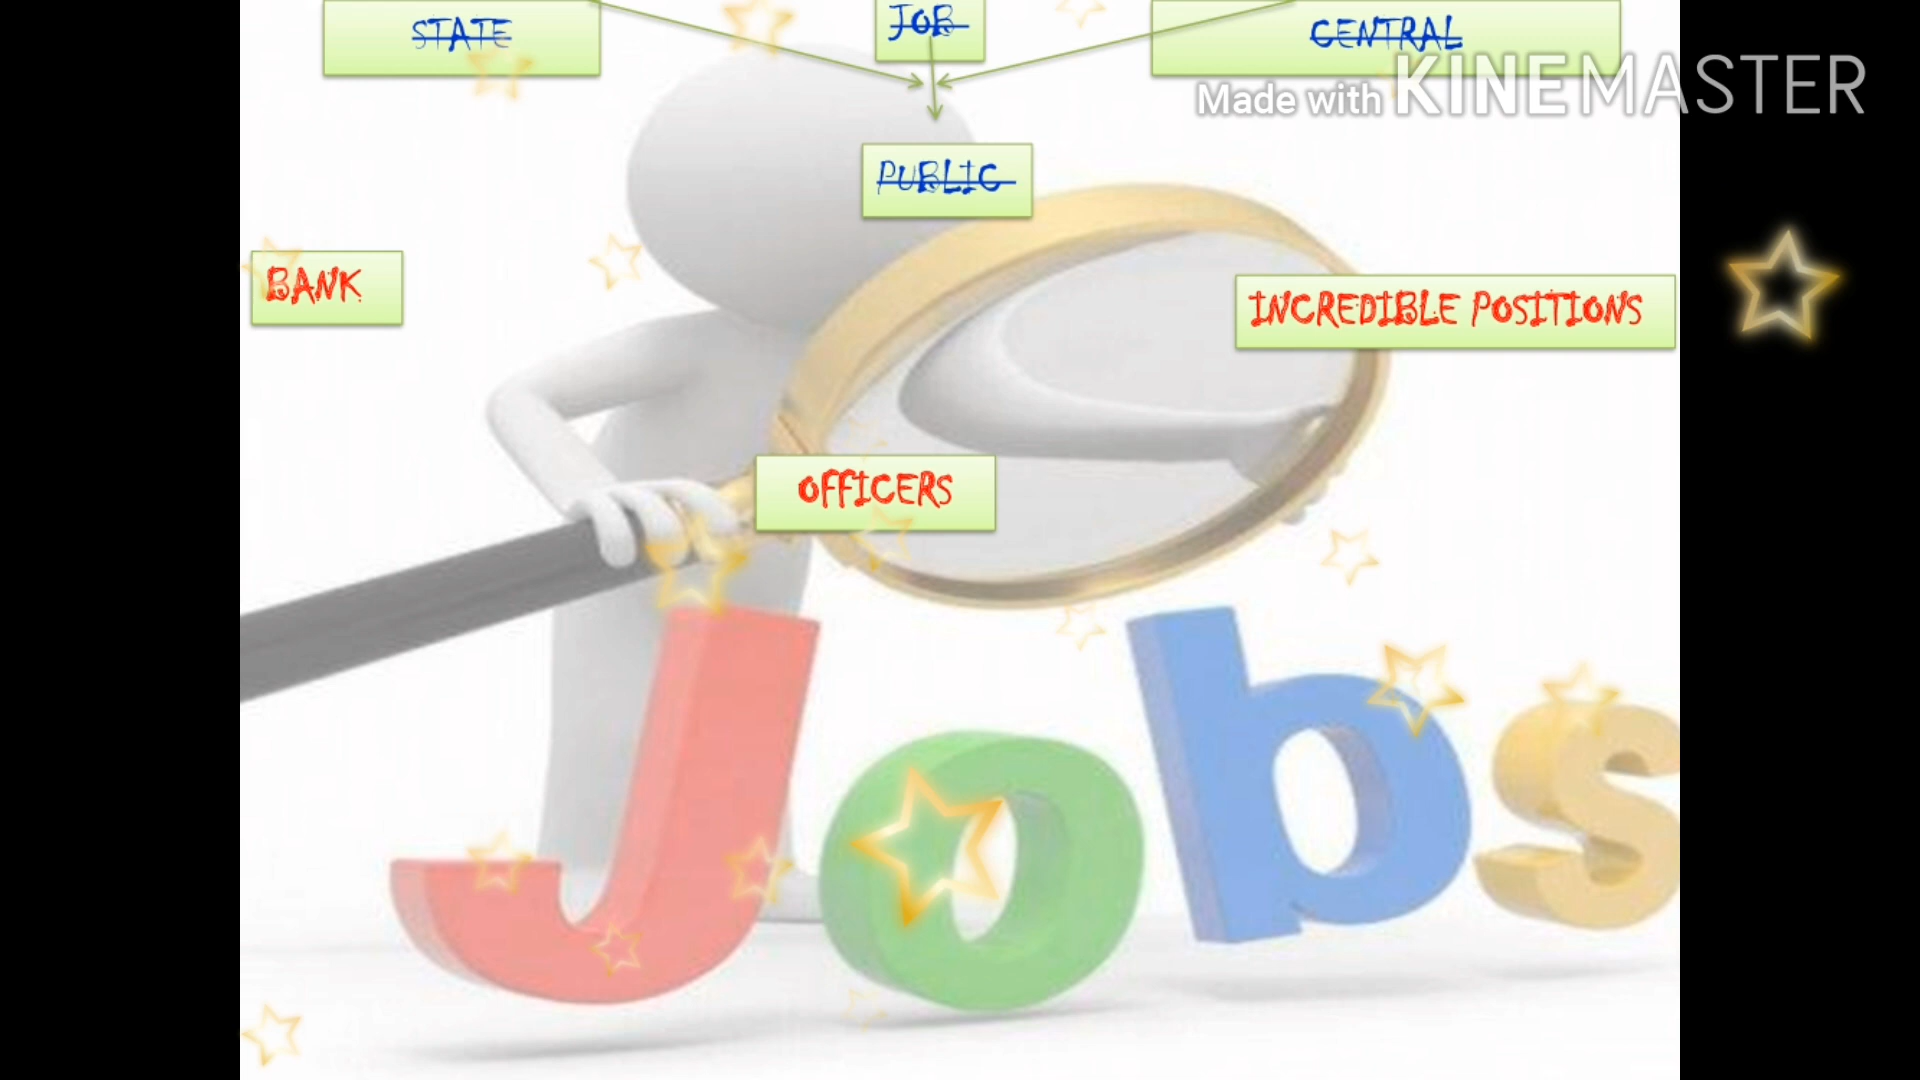 STATE
JOB
CENTRAL
Made with KINEMASTER
PUBLIC
BANK
INCREDIBLE POSITIONS
OFFICERS
Jobs